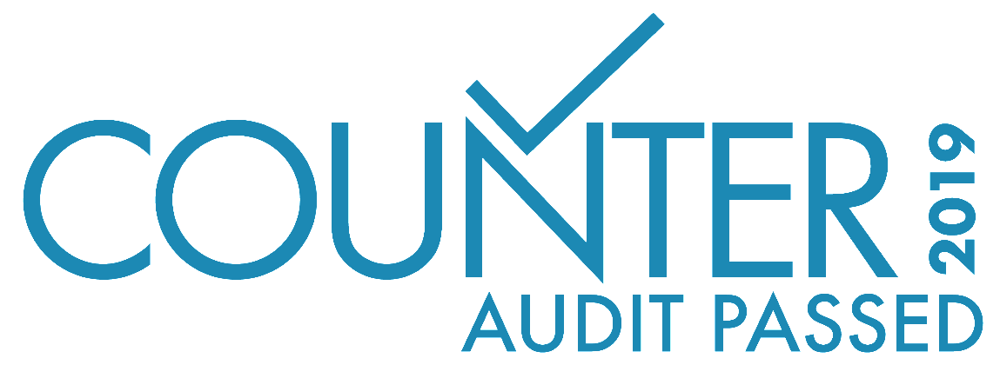 COUNTER
2019
AUDIT PASSED